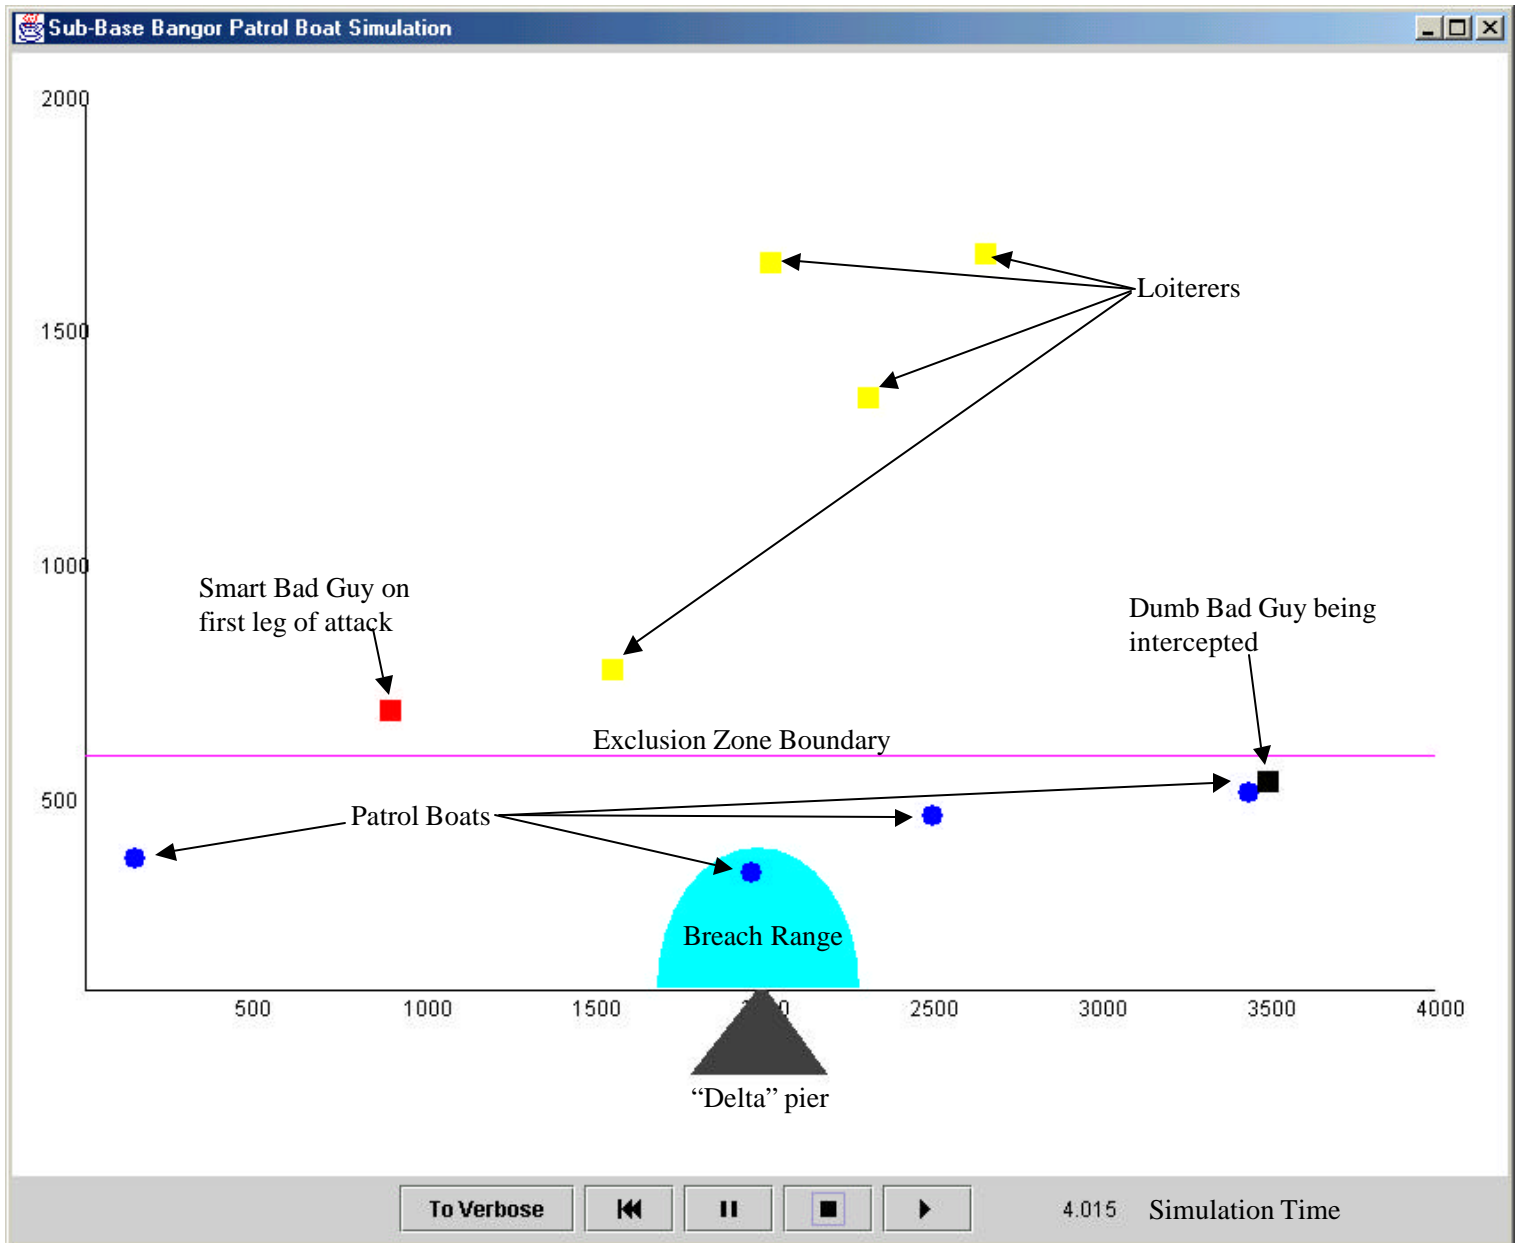 Sub-Base Bangor Patrol Boat Simulation
2000
Loiterers
1500
1000
Smart Bad Guy on
first leg of attack
Dumb Bad Guy being
intercepted
Exclusion Zone Boundary
500
Patrol Boats
Breach Range
500
1000
1500
2500
3000
3500
4000
“Delta” pier
To Verbose
4.015
Simulation Time